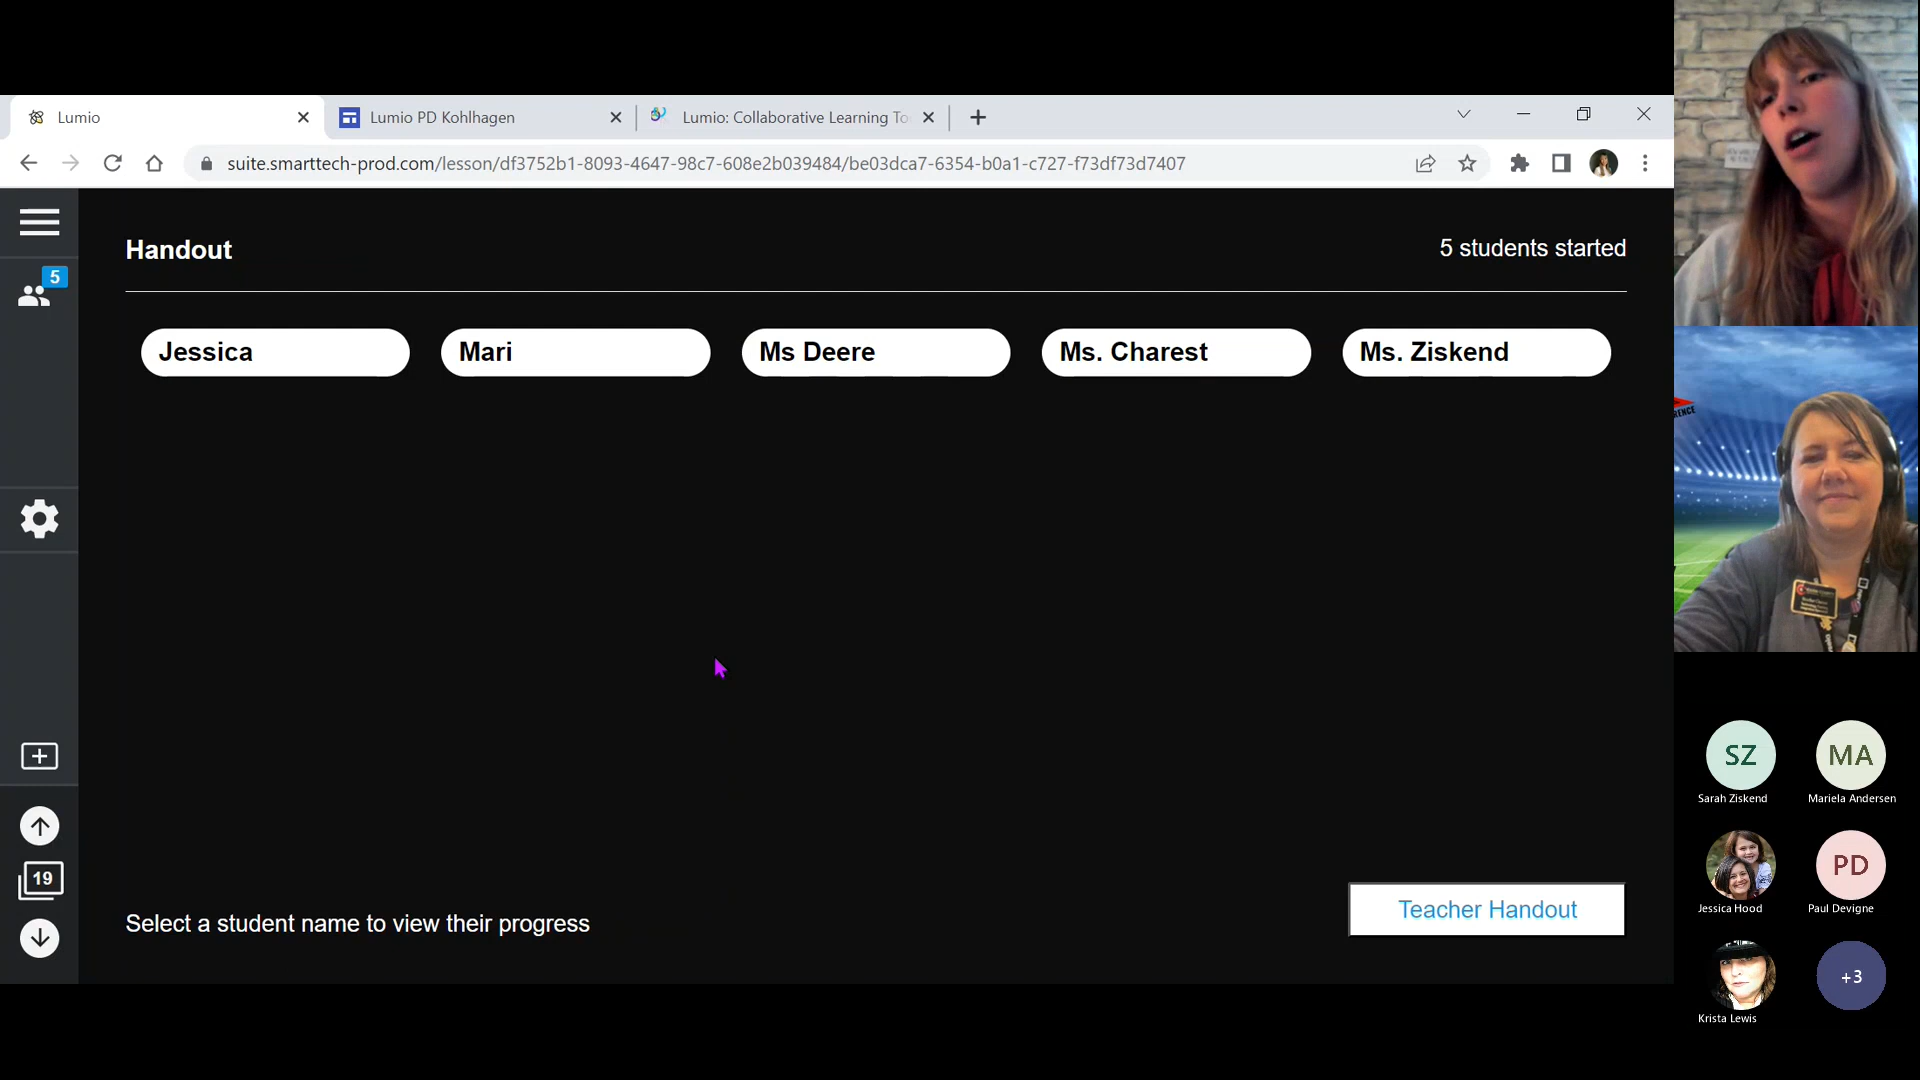 Lumio
Lumio PD Kohlhagen
Lumio: Collaborative Learning To
suite.smarttech-prod.com/lesson/df3752b1-8093-4647-98c7-608e2b039484/be03dca7-6354-b0a1-c727-f73df73d7407
5
Handout
5 students started
Jessica
Mari
Ms Deere
Ms. Charest
Ms. Ziskend
19
Select a student name to view their progress
Teacher Handout
RENCE
SZ
Sarah Ziskend
MA
Mariela Andersen
Jessica Hood
PD
Paul Devigne
Krista Lewis
+3